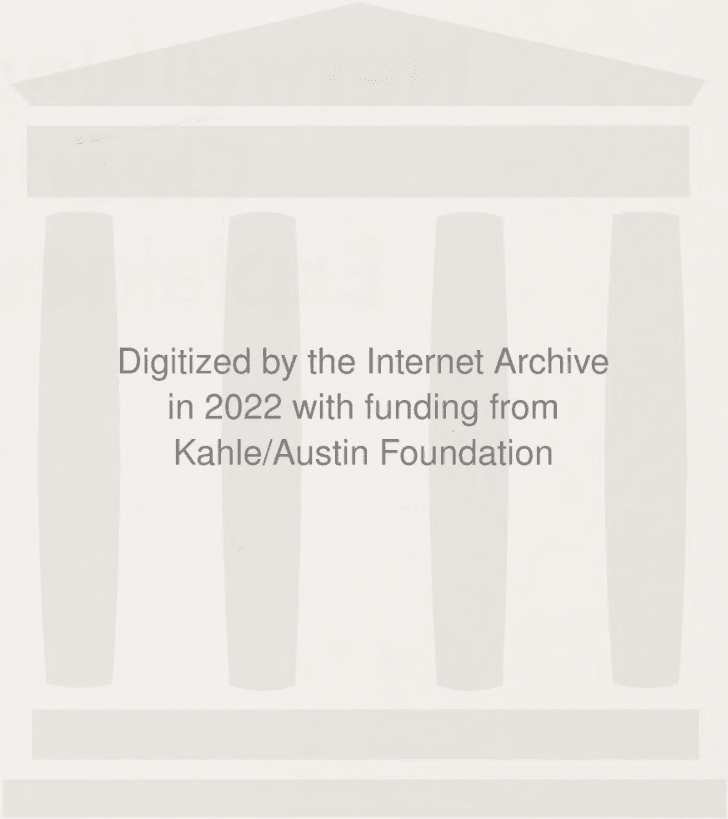 Digitized by the Internet Archive
in 2022 with funding from
Kahle/Austin Foundation